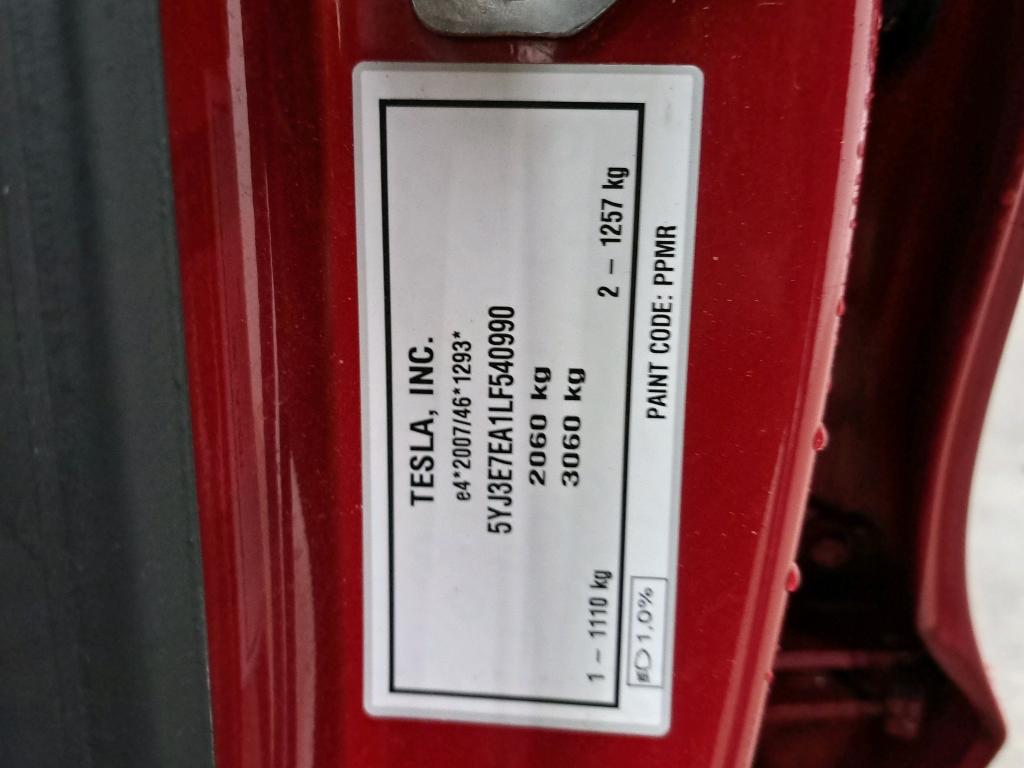 TESLA, INC.
e4*2007/46*1293*
5YJ3E7EA1LF540990
2060 kg
3060 kg
1 – 1110 kg 2 – 1257 kg
1,0% PAINT CODE: PPMR